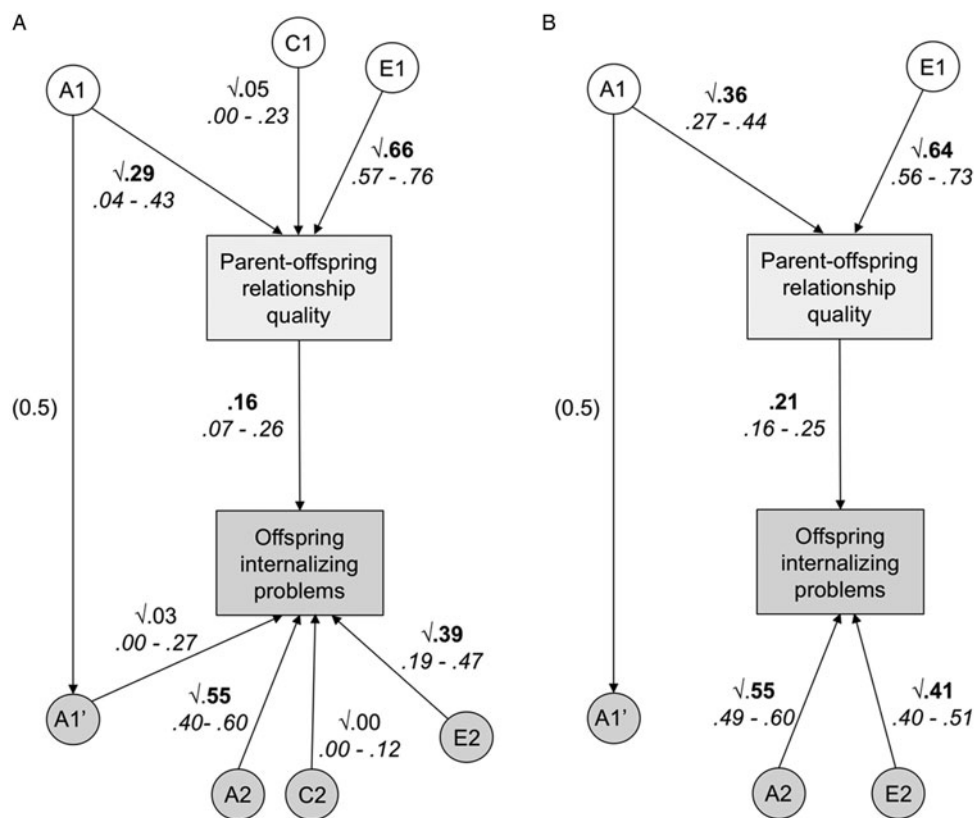 A
C1
E1
A1
√.05
.00 - .23
√.66
.57 - .76
√.29
.04 - .43
Parent-offspring
relationship
quality
(0.5)
.16
.07 - .26
Offspring
internalizing
problems
√.03
.00 - .27
√.39
.19 - .47
√.55
.40- .60
√.00
.00 - .12
A1’
E2
A2
C2
B
A1
E1
√.36
.27 - .44
√.64
.56 - .73
Parent-offspring
relationship
quality
(0.5)
.21
.16 - .25
Offspring
internalizing
problems
√.55
.49 - .60
√.41
.40 - .51
A1’
A2
E2